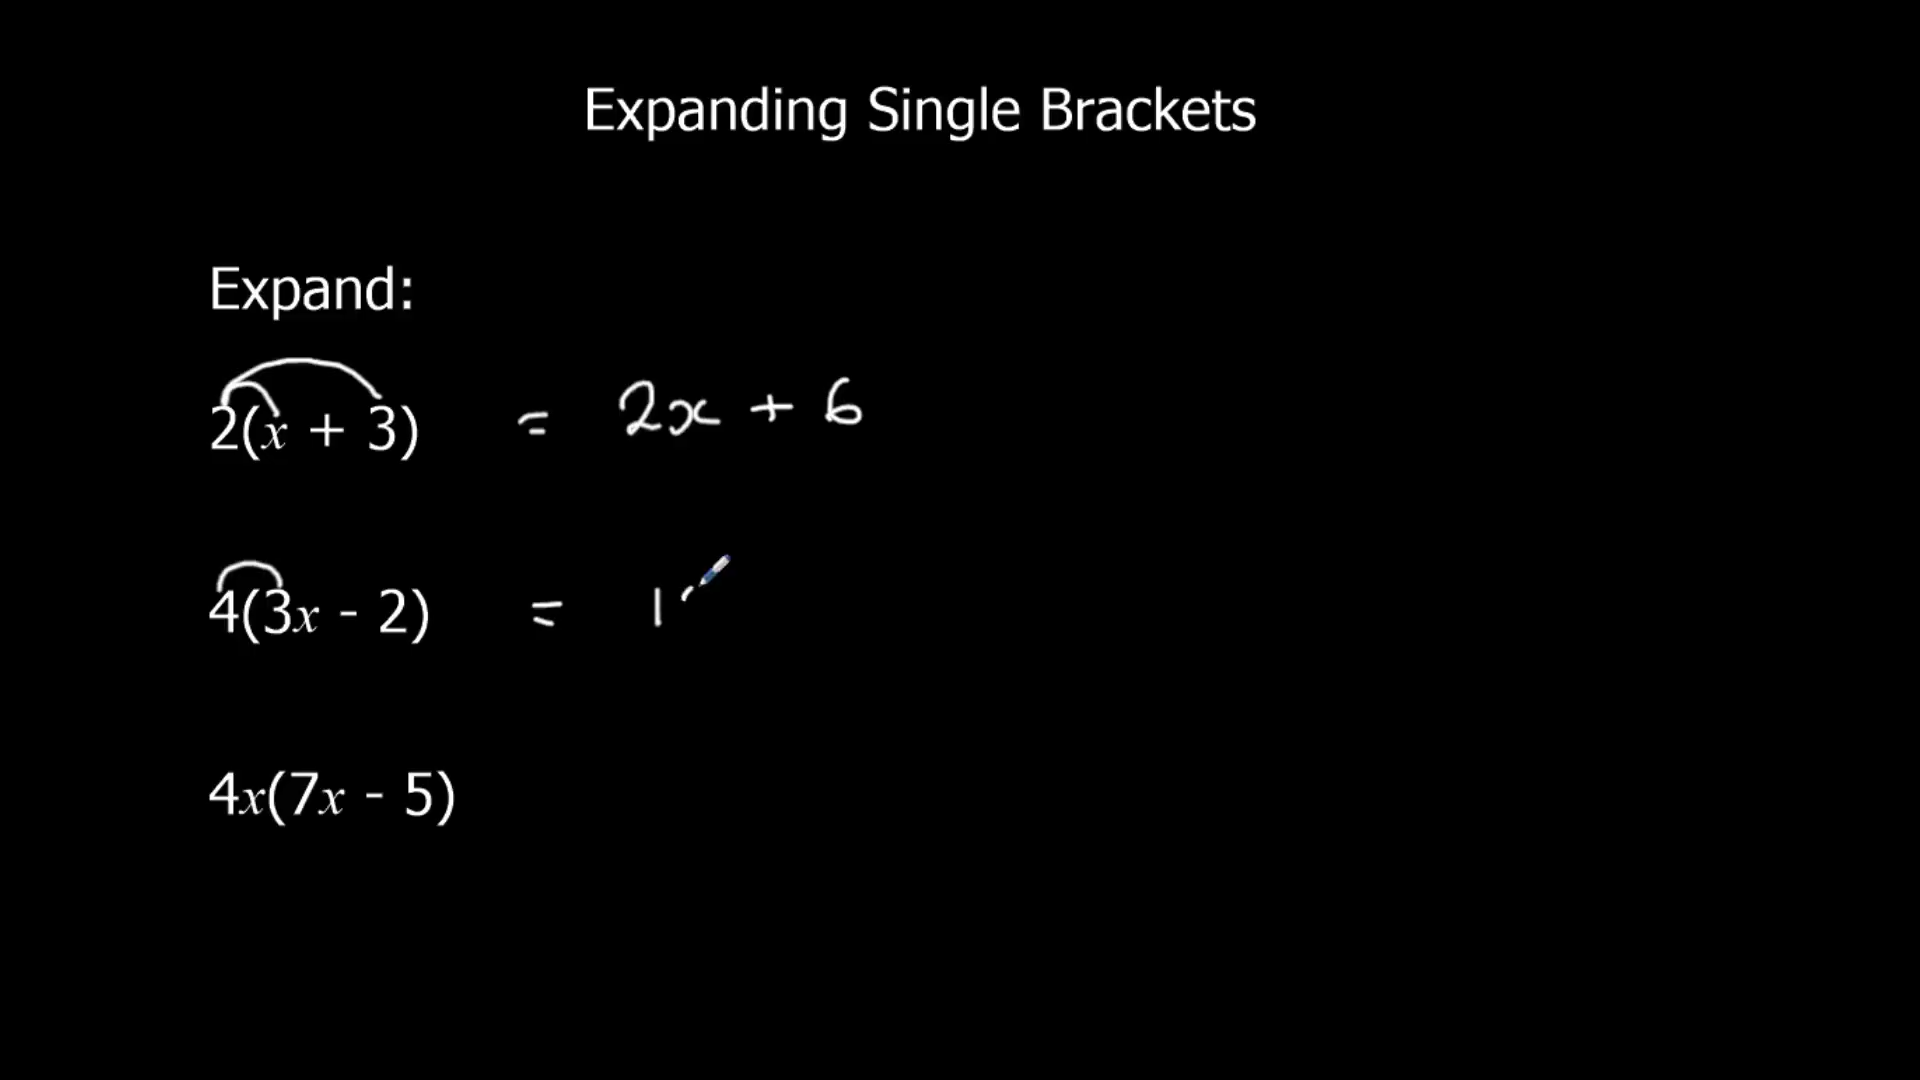 Expanding Single Brackets
Expand:
2(x + 3) = 2x + 6
4(3x - 2) = 1
4x(7x - 5)